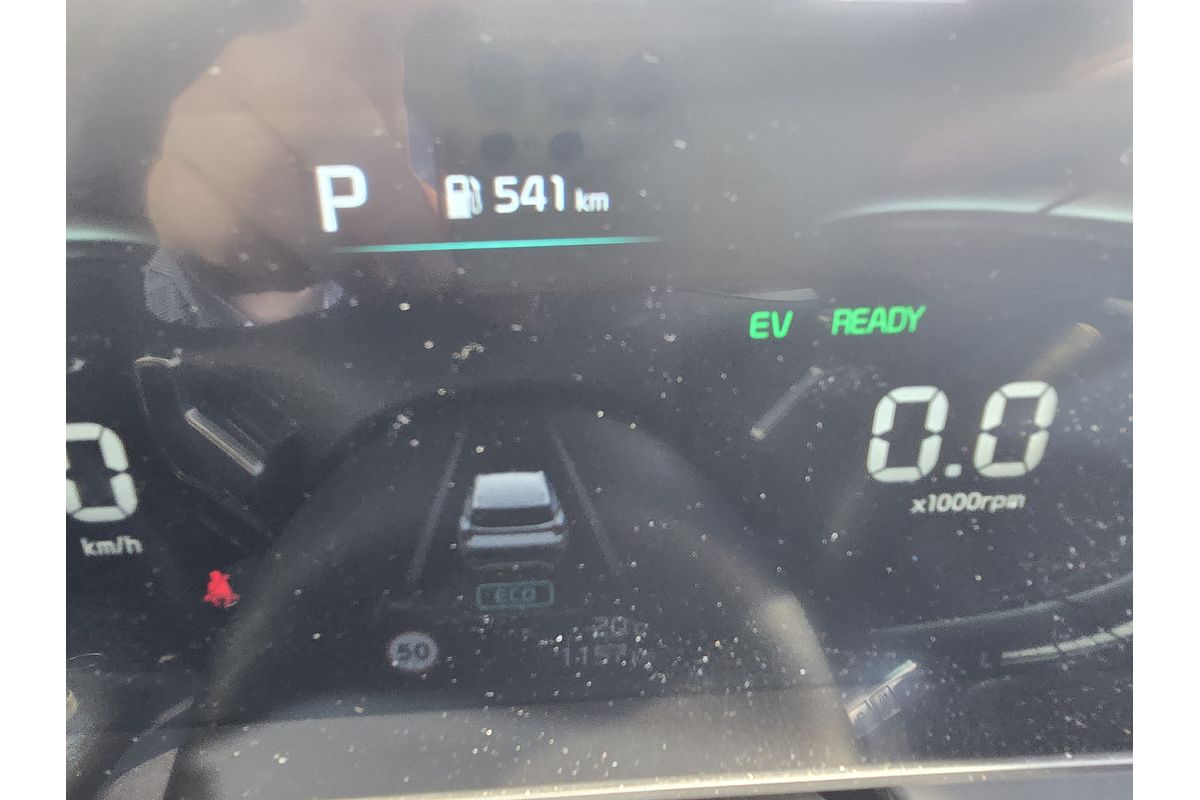 P 541 km
EV READY
0 0.0
km/h x1000rpm
ECO
50